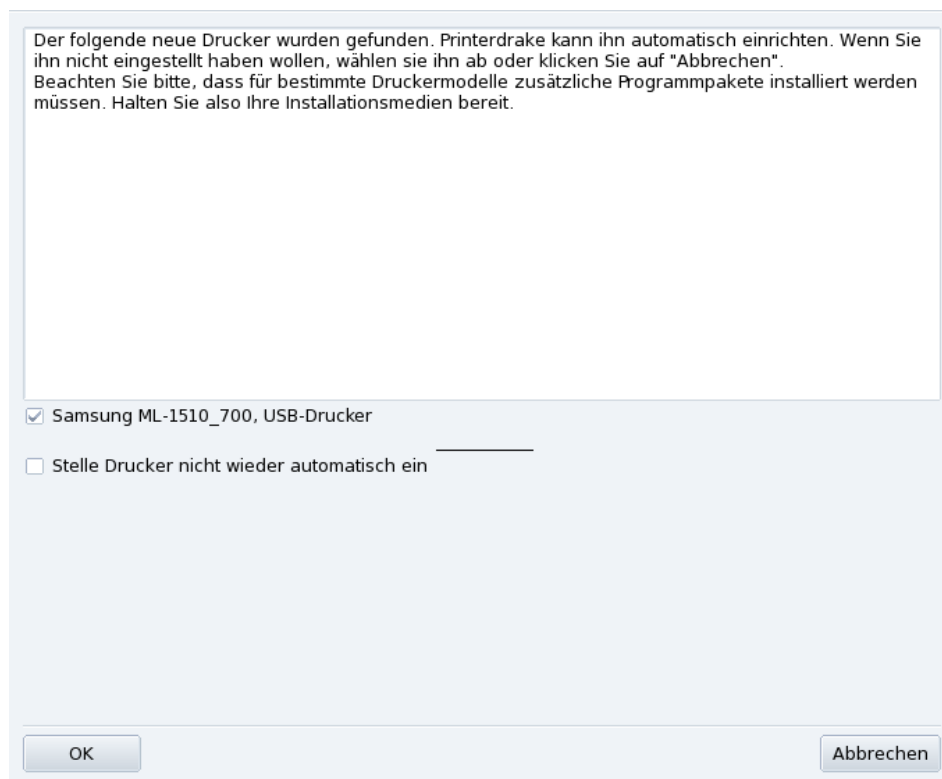 Der folgende neue Drucker wurden gefunden. Printerdrake kann ihn automatisch einrichten. Wenn Sie
ihn nicht eingestellt haben wollen, wählen sie ihn ab oder klicken Sie auf "Abbrechen".
Beachten Sie bitte, dass für bestimmte Druckermodelle zusätzliche Programmpakete installiert werden
müssen. Halten Sie also Ihre Installationsmedien bereit.
Samsung ML-1510_700, USB-Drucker
Stelle Drucker nicht wieder automatisch ein
OK
Abbrechen